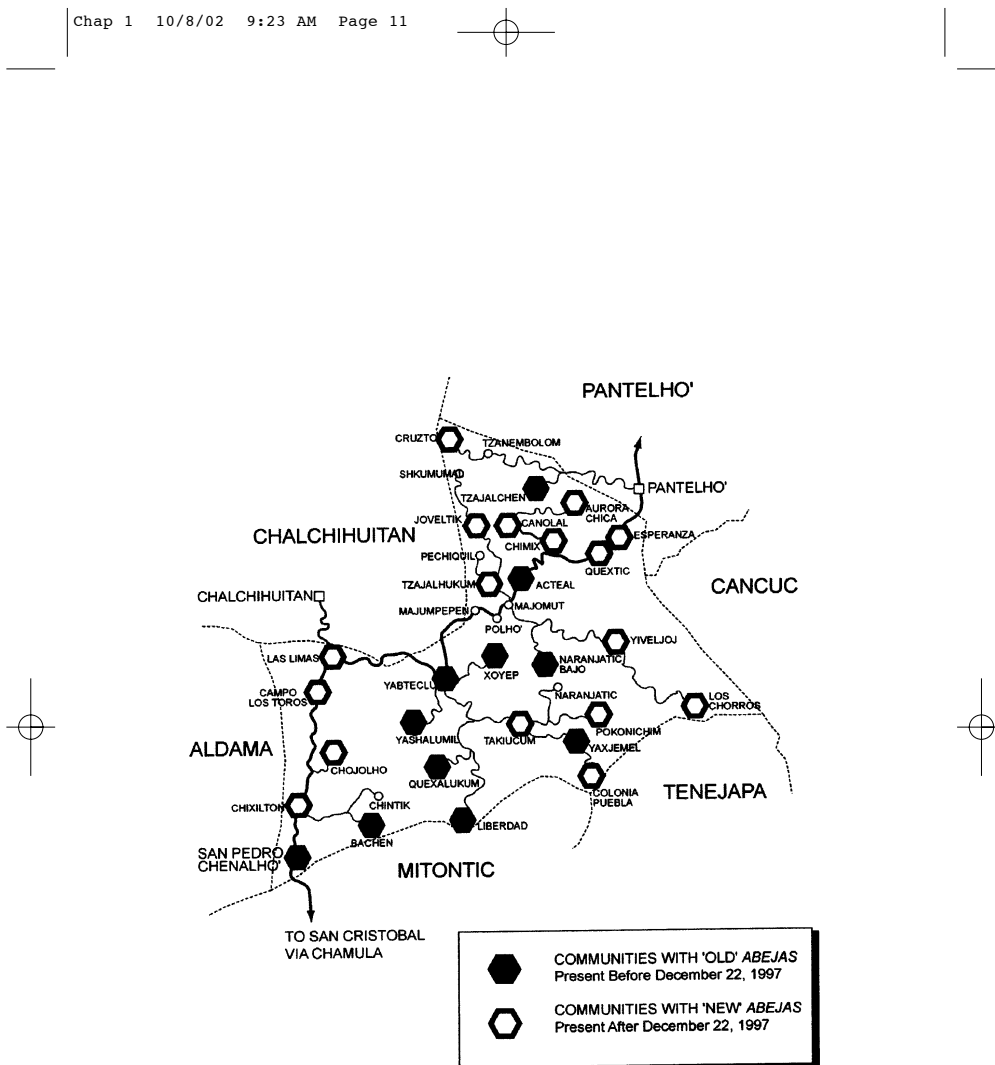 Chap 1 10/8/02 9:23 AM Page 11
PANTELHO'
CRUZTO
TZANEMBOLOM
SHKUMUMAL
TZAJALCHEN
PANTELHO'
AURORA
CHICA
JOVELTIK
CANOLAL
CHALCHIHUITAN
CHIMIX
ESPERANZA
PECHIQUIL
QUEXTIC
TZAJALHUKUM
ACTEAL
CANCUC
CHALCHIHUITAN
MAJUMPEPEN
MAJOMUT
POLHO'
YIVELJOJ
LAS LIMAS
XOYEP
NARANJATIC
BAJO
YABTECLUM
CAMPO
LOS TOROS
NARANJATIC
LOS
CHORROS
YASHALUMIL
TAKIUCUM
POKONICHIM
ALDAMA
YAXJEMEL
CHOJOLHO
QUEXALUKUM
COLONIA
PUEBLA
TENEJAPA
CHIXILTON
CHINTIK
LIBERDAD
BACHEN
SAN PEDRO
CHENALHO'
MITONTIC
TO SAN CRISTOBAL
VIA CHAMULA
COMMUNITIES WITH 'OLD' ABEJAS
Present Before December 22, 1997
COMMUNITIES WITH 'NEW' ABEJAS
Present After December 22, 1997